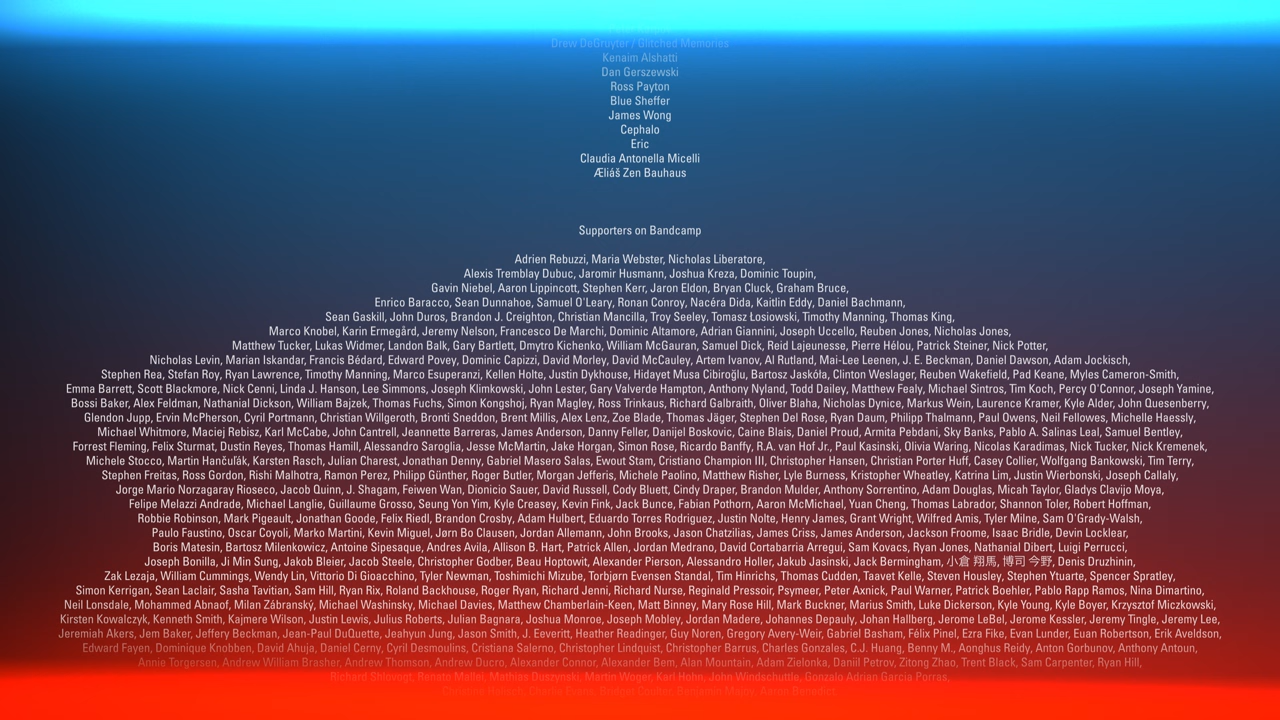 Drew DeGruyter / Glitched Memories
Kenaim Alshatti
Dan Gerszewski
Ross Payton
Blue Sheffer
James Wong
Cephalo
Eric
Claudia Antonella Micelli
Æliáš Zen Bauhaus
Supporters on Bandcamp
Adrien Rebuzzi, Maria Webster, Nicholas Liberatore,
Alexis Tremblay Dubuc, Jaromir Husmann, Joshua Kreza, Dominic Toupin,
Gavin Niebel, Aaron Lippincott, Stephen Kerr, Jaron Eldon, Bryan Cluck, Graham Bruce,
Enrico Baracco, Sean Dunnahoe, Samuel O'Leary, Ronan Conroy, Nacéra Dida, Kaitlin Eddy, Daniel Bachmann,
Sean Gaskill, John Duros, Brandon J. Creighton, Christian Mancilla, Troy Seeley, Tomasz Łosiowski, Timothy Manning, Thomas King,
Marco Knobel, Karin Ermegård, Jeremy Nelson, Francesco De Marchi, Dominic Altamore, Adrian Giannini, Joseph Uccello, Reuben Jones, Nicholas Jones,
Matthew Tucker, Lukas Widmer, Landon Balk, Gary Bartlett, Dmytro Kichenko, William McGauran, Samuel Dick, Reid Lajeunesse, Pierre Hélou, Patrick Steiner, Nick Potter,
Nicholas Levin, Marian Iskandar, Francis Bédard, Edward Povey, Dominic Capizzi, David Morley, David McCauley, Artem Ivanov, Al Rutland, Mai-Lee Leenen, J. E. Beckman, Daniel Dawson, Adam Jockisch,
Stephen Rea, Stefan Roy, Ryan Lawrence, Timothy Manning, Marco Esuperanzi, Kellen Holte, Justin Dykhouse, Hidayet Musa Cibiroğlu, Bartosz Jaskóła, Clinton Weslager, Reuben Wakefield, Pad Keane, Myles Cameron-Smith,
Emma Barrett, Scott Blackmore, Nick Cenni, Linda J. Hanson, Lee Simmons, Joseph Klimkowski, John Lester, Gary Valverde Hampton, Anthony Nyland, Todd Dailey, Matthew Fealy, Michael Sintros, Tim Koch, Percy O'Connor, Joseph Yamine,
Bossi Baker, Alex Feldman, Nathanial Dickson, William Bajzek, Thomas Fuchs, Simon Kongshoj, Ryan Magley, Ross Trinkaus, Richard Galbraith, Oliver Blaha, Nicholas Dynice, Markus Wein, Laurence Kramer, Kyle Alder, John Quesenberry,
Glendon Jupp, Ervin McPherson, Cyril Portmann, Christian Willgeroth, Bronti Sneddon, Brent Millis, Alex Lenz, Zoe Blade, Thomas Jäger, Stephen Del Rose, Ryan Daum, Philipp Thalmann, Paul Owens, Neil Fellowes, Michelle Haessly,
Michael Whitmore, Maciej Rebisz, Karl McCabe, John Cantrell, Jeannette Barreras, James Anderson, Danny Feller, Danijel Boskovic, Caine Blais, Daniel Proud, Armita Pebdani, Sky Banks, Pablo A. Salinas Leal, Samuel Bentley,
Forrest Fleming, Felix Sturmat, Dustin Reyes, Thomas Hamill, Alessandro Saroglia, Jesse McMartin, Jake Horgan, Simon Rose, Ricardo Banffy, R.A. van Hof Jr., Paul Kasinski, Olivia Waring, Nicolas Karadimas, Nick Tucker, Nick Kremenek,
Michele Stocco, Martin Hančuľák, Karsten Rasch, Julian Charest, Jonathan Denny, Gabriel Masero Salas, Ewout Stam, Cristiano Champion III, Christopher Hansen, Christian Porter Huff, Casey Collier, Wolfgang Bankowski, Tim Terry,
Stephen Freitas, Ross Gordon, Rishi Malhotra, Ramon Perez, Philipp Günther, Roger Butler, Morgan Jefferis, Michele Paolino, Matthew Risher, Lyle Burness, Kristopher Wheatley, Katrina Lim, Justin Wierbonski, Joseph Callaly,
Jorge Mario Norzagaray Rioseco, Jacob Quinn, J. Shagam, Feiwen Wan, Dionicio Sauer, David Russell, Cody Bluett, Cindy Draper, Brandon Mulder, Anthony Sorrentino, Adam Douglas, Micah Taylor, Gladys Clavijo Moya,
Felipe Melazzi Andrade, Michael Langlie, Guillaume Grosso, Seung Yon Yim, Kyle Creasey, Kevin Fink, Jack Bunce, Fabian Pothorn, Aaron McMichael, Yuan Cheng, Thomas Labrador, Shannon Toler, Robert Hoffman,
Robbie Robinson, Mark Pigeault, Jonathan Goode, Felix Riedl, Brandon Crosby, Adam Hulbert, Eduardo Torres Rodriguez, Justin Nolte, Henry James, Grant Wright, Wilfred Amis, Tyler Milne, Sam O'Grady-Walsh,
Paulo Faustino, Oscar Coyoli, Marko Martini, Kevin Miguel, Jørn Bo Clausen, Jordan Allemann, John Brooks, Jason Chatzilias, James Criss, James Anderson, Jackson Froome, Isaac Bridle, Devin Locklear,
Boris Matesin, Bartosz Milenkowicz, Antoine Sipesaque, Andres Avila, Allison B. Hart, Patrick Allen, Jordan Medrano, David Cortabarria Arregui, Sam Kovacs, Ryan Jones, Nathanial Dibert, Luigi Perrucci,
Joseph Bonilla, Ji Min Sung, Jakob Bleier, Jacob Steele, Christopher Godber, Beau Hoptowit, Alexander Pierson, Alessandro Holler, Jakub Jasinski, Jack Bermingham, 小倉 翔馬, 博司 今野, Denis Druzhinin,
Zak Lezaja, William Cummings, Wendy Lin, Vittorio Di Gioacchino, Tyler Newman, Toshimichi Mizube, Torbjørn Evensen Standal, Tim Hinrichs, Thomas Cudden, Taavet Kelle, Steven Housley, Stephen Ytuarte, Spencer Spratley,
Simon Kerrigan, Sean Laclair, Sasha Tavitian, Sam Hill, Ryan Rix, Roland Backhouse, Roger Ryan, Richard Jenni, Richard Nurse, Reginald Pressoir, Psymeer, Peter Axnick, Paul Warner, Patrick Boehler, Pablo Rapp Ramos, Nina Dimartino,
Neil Lonsdale, Mohammed Abnaof, Milan Zábranský, Michael Washinsky, Michael Davies, Matthew Chamberlain-Keen, Matt Binney, Mary Rose Hill, Mark Buckner, Marius Smith, Luke Dickerson, Kyle Young, Kyle Boyer, Krzysztof Miczkowski,
Kirsten Kowalczyk, Kenneth Smith, Kajmere Wilson, Justin Lewis, Julius Roberts, Julian Bagnara, Joshua Monroe, Joseph Mobley, Jordan Madere, Johannes Depauly, Johan Hallberg, Jerome LeBel, Jerome Kessler, Jeremy Tingle, Jeremy Lee,
Jeremiah Akers, Jem Baker, Jeffery Beckman, Jean-Paul DuQuette, Jeahyun Jung, Jason Smith, J. Eeveritt, Heather Readinger, Guy Noren, Gregory Avery-Weir, Gabriel Basham, Félix Pinel, Ezra Fike, Evan Lunder, Euan Robertson, Erik Aveldson,
Edward Fayen, Dominique Knobben, David Ahuja, Daniel Cerny, Cyril Desmoulins, Cristiana Salerno, Christopher Lindquist, Christopher Barrus, Charles Gonzales, C.J. Huang, Benny M., Aonghus Reidy, Anton Gorbunov, Anthony Antoun,
Annie Torgersen, Andrew William Brasher, Andrew Thomson, Andrew Ducro, Alexander Connor, Alexander Bem, Alan Mountain, Adam Zielonka, Daniil Petrov, Zitong Zhao, Trent Black, Sam Carpenter, Ryan Hill,
Richard Shlovogt, Renato Mallei, Mathias Duszynski, Martin Woger, Karl Hohn, John Windschuttle, Gonzalo Adrian Garcia Porras,
Charlie Evans, Bridger Coultor, Benjamin